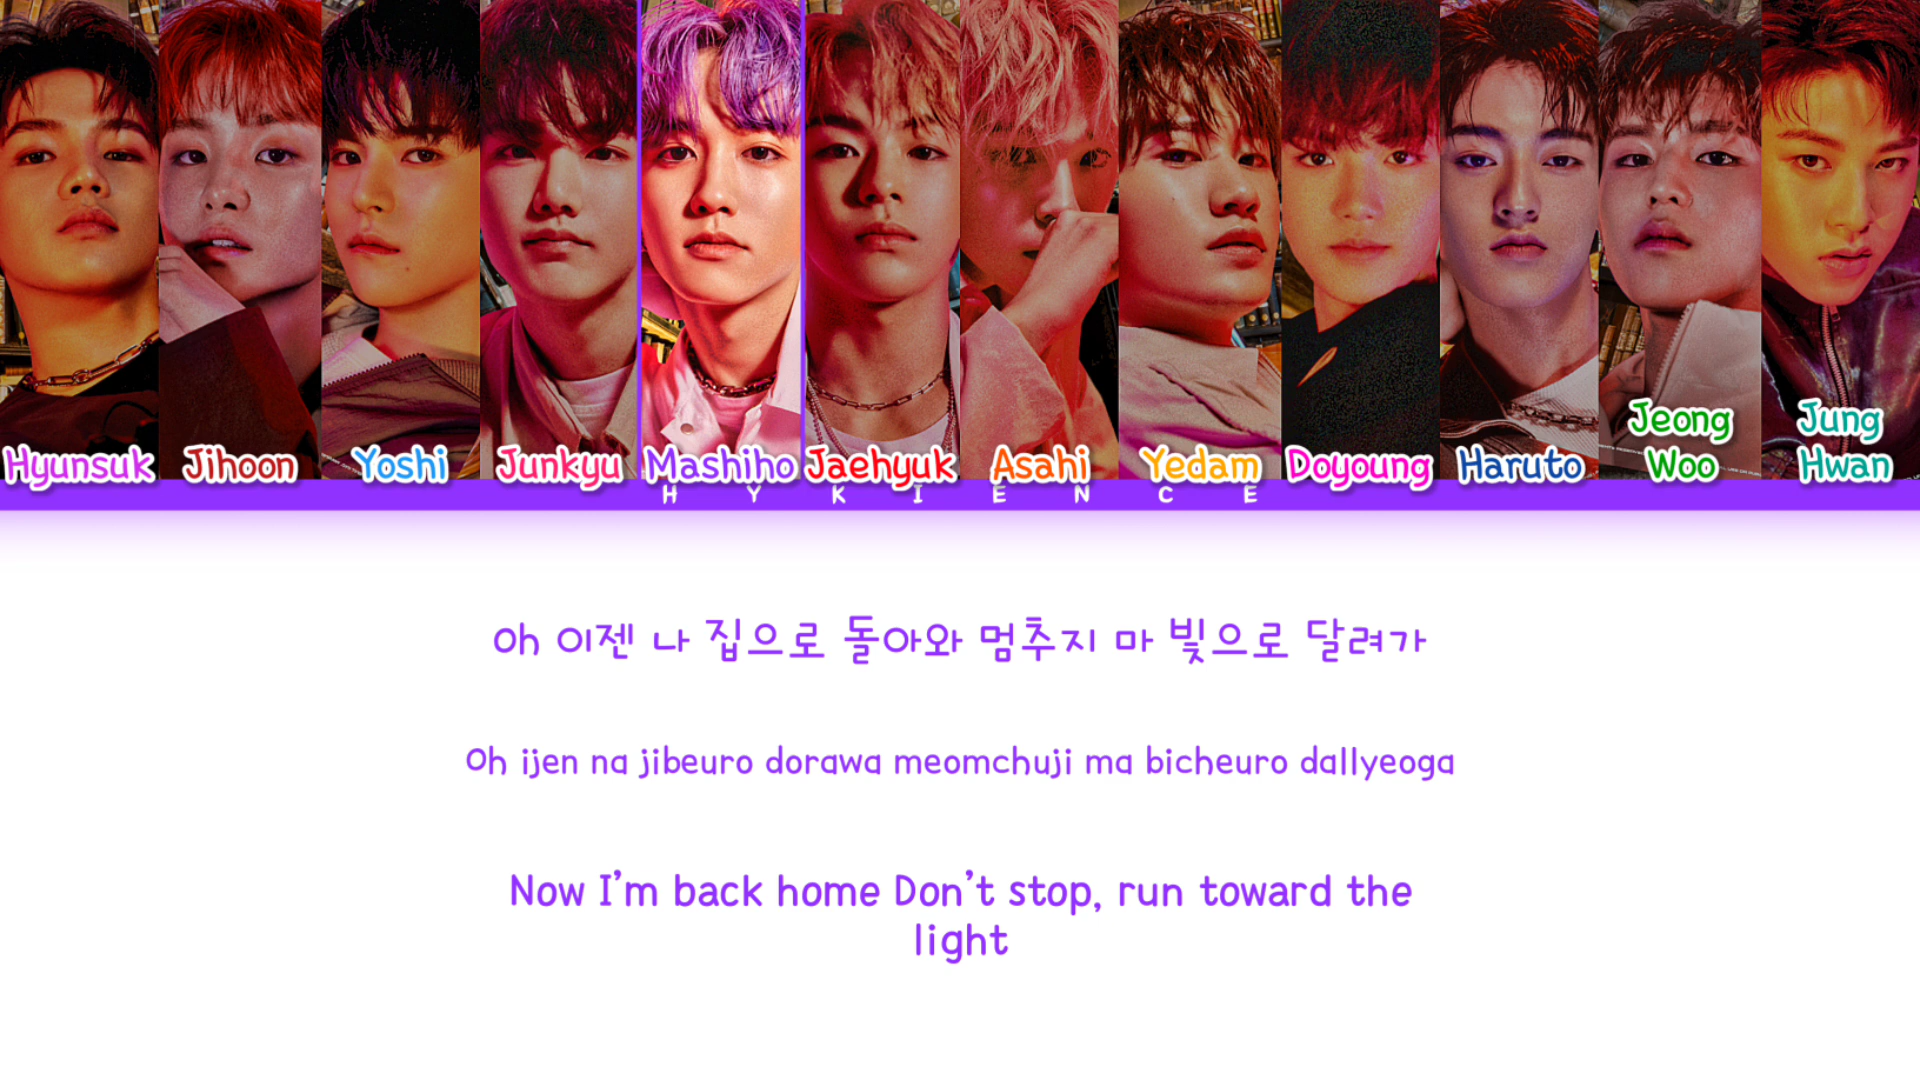 Hyunsuk Jihoon Yoshi Junkyu Mashiho Jaehyuk Asahi Yedam Doyoung Haruto Jeong Woo Jung Hwan
HYKIENCE
Oh 이젠 나 집으로 돌아와 멈추지 마 빛으로 달려가
Oh ijen na jibeuro dorawa meomchuji ma bicheuro dallyeoga
Now I'm back home Don't stop, run toward the
light